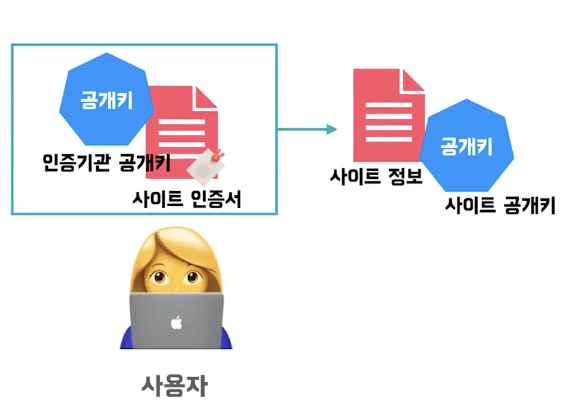 공개키
인증기관 공개키
사이트 인증서
공개키
사이트 정보
사이트 공개키
사용자